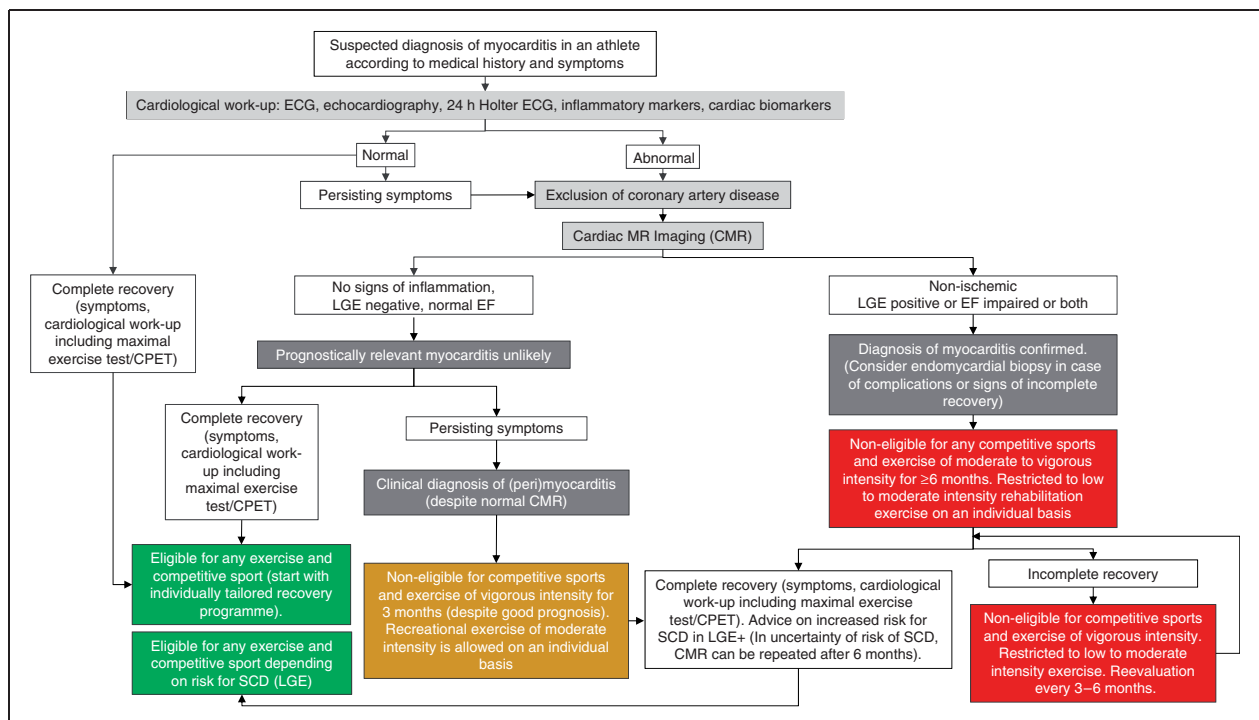 Suspected diagnosis of myocarditis in an athlete
according to medical history and symptoms
Cardiological work-up: ECG, echocardiography, 24 h Holter ECG, inflammatory markers, cardiac biomarkers
Normal
Abnormal
Persisting symptoms
Exclusion of coronary artery disease
Cardiac MR Imaging (CMR)
Complete recovery
(symptoms,
cardiological work-up
including maximal
exercise test/CPET)
No signs of inflammation,
LGE negative, normal EF
Non-ischemic
LGE positive or EF impaired or both
Prognostically relevant myocarditis unlikely
Diagnosis of myocarditis confirmed.
(Consider endomycardial biopsy in case
of complications or signs of incomplete
recovery)
Complete recovery
(symptoms,
cardiological work-
up including
maximal exercise
test/CPET)
Persisting symptoms
Clinical diagnosis of (peri)myocarditis
(despite normal CMR)
Non-eligible for any competitive sports
and exercise of moderate to vigorous
intensity for ≥6 months. Restricted to low
to moderate intensity rehabilitation
exercise on an individual basis
Eligible for any exercise and
competitive sport (start with
individually tailored recovery
programme).
Non-eligible for competitive sports
and exercise of vigorous intensity for
3 months (despite good prognosis).
Recreational exercise of moderate
intensity is allowed on an individual
basis
Complete recovery (symptoms, cardiological
work-up including maximal exercise
test/CPET). Advice on increased risk for
SCD in LGE+ (In uncertainty of risk of SCD,
CMR can be repeated after 6 months).
Incomplete recovery
Non-eligible for competitive sports
and exercise of vigorous intensity.
Restricted to low to moderate
intensity exercise. Reevaluation
every 3–6 months.
Eligible for any exercise and
competitive sport depending
on risk for SCD (LGE)